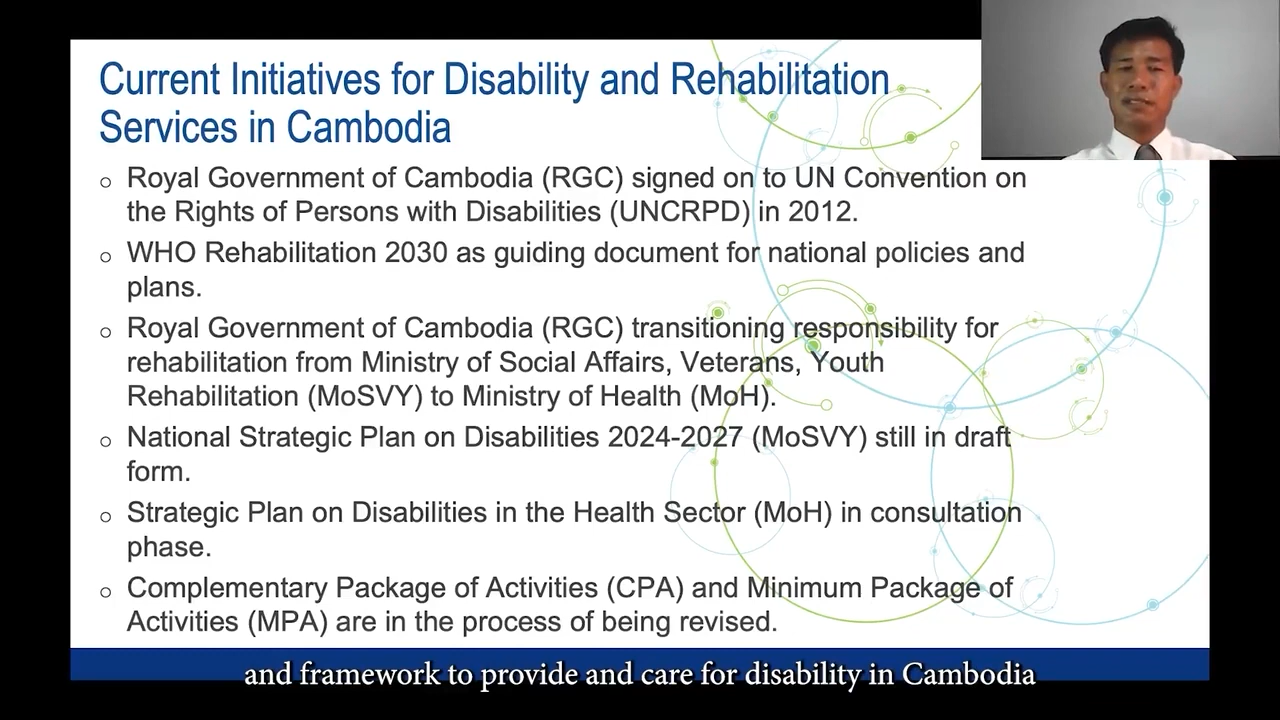 Current Initiatives for Disability and Rehabilitation
Services in Cambodia
o Royal Government of Cambodia (RGC) signed on to UN Convention on
the Rights of Persons with Disabilities (UNCRPD) in 2012.
o WHO Rehabilitation 2030 as guiding document for national policies and
plans.
o Royal Government of Cambodia (RGC) transitioning responsibility for
rehabilitation from Ministry of Social Affairs, Veterans, Youth
Rehabilitation (MoSVY) to Ministry of Health (MoH).
o National Strategic Plan on Disabilities 2024-2027 (MoSVY) still in draft
form.
o Strategic Plan on Disabilities in the Health Sector (MoH) in consultation
phase.
o Complementary Package of Activities (CPA) and Minimum Package of
Activities (MPA) are in the process of being revised.
and framework to provide and care for disability in Cambodia